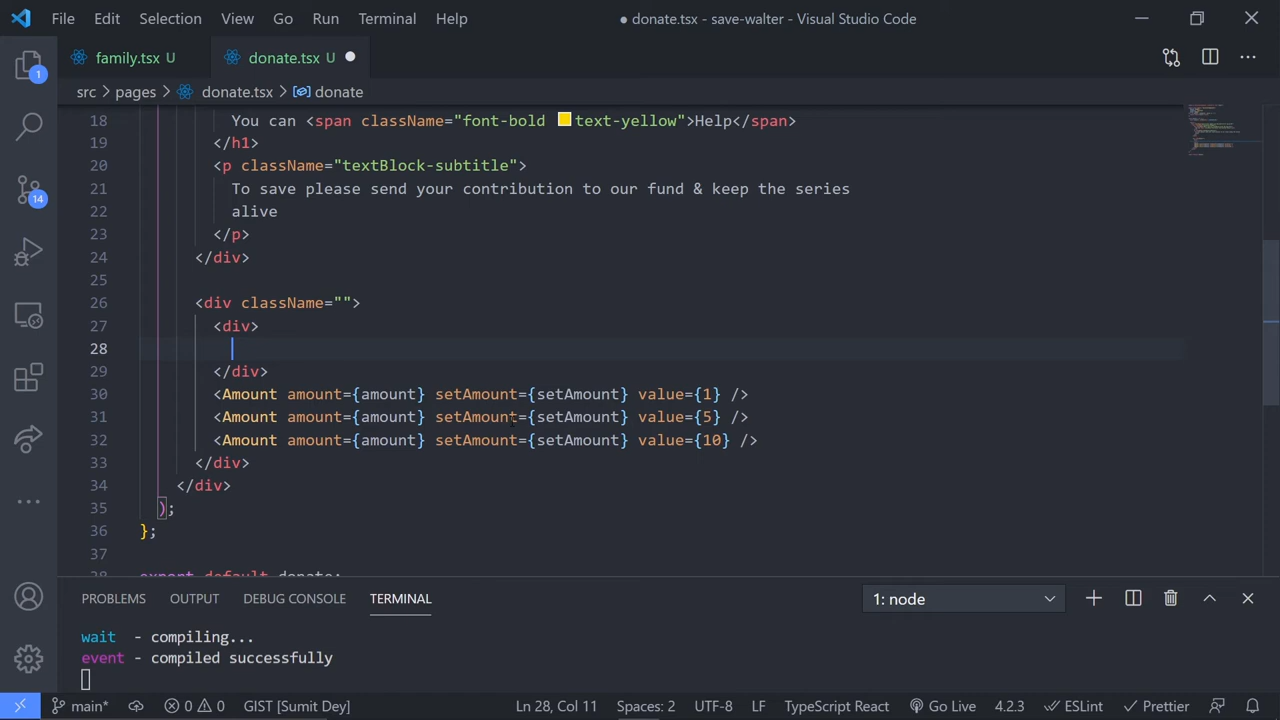 File Edit Selection View Go Run Terminal Help ● donate.tsx - save-walter - Visual Studio Code
family.tsx U donate.tsx U
src > pages > donate.tsx > donate
18 You can <span className="font-bold text-yellow">Help</span>
19 </h1>
20 <p className="textBlock-subtitle">
21 To save please send your contribution to our fund & keep the series
22 alive
23 </p>
24 </div>
25
26 <div className="">
27 <div>
28
29 </div>
30 <Amount amount={amount} setAmount={setAmount} value={1} />
31 <Amount amount={amount} setAmount={setAmount} value={5} />
32 <Amount amount={amount} setAmount={setAmount} value={10} />
33 </div>
34 </div>
35 );
36 };
37
38 export default donate;
1
14
PROBLEMS OUTPUT DEBUG CONSOLE TERMINAL 1: node
wait - compiling...
event - compiled successfully
main* 0 0 GIST [Sumit Dey] Ln 28, Col 11 Spaces: 2 UTF-8 LF TypeScript React Go Live 4.2.3 ESLint Prettier